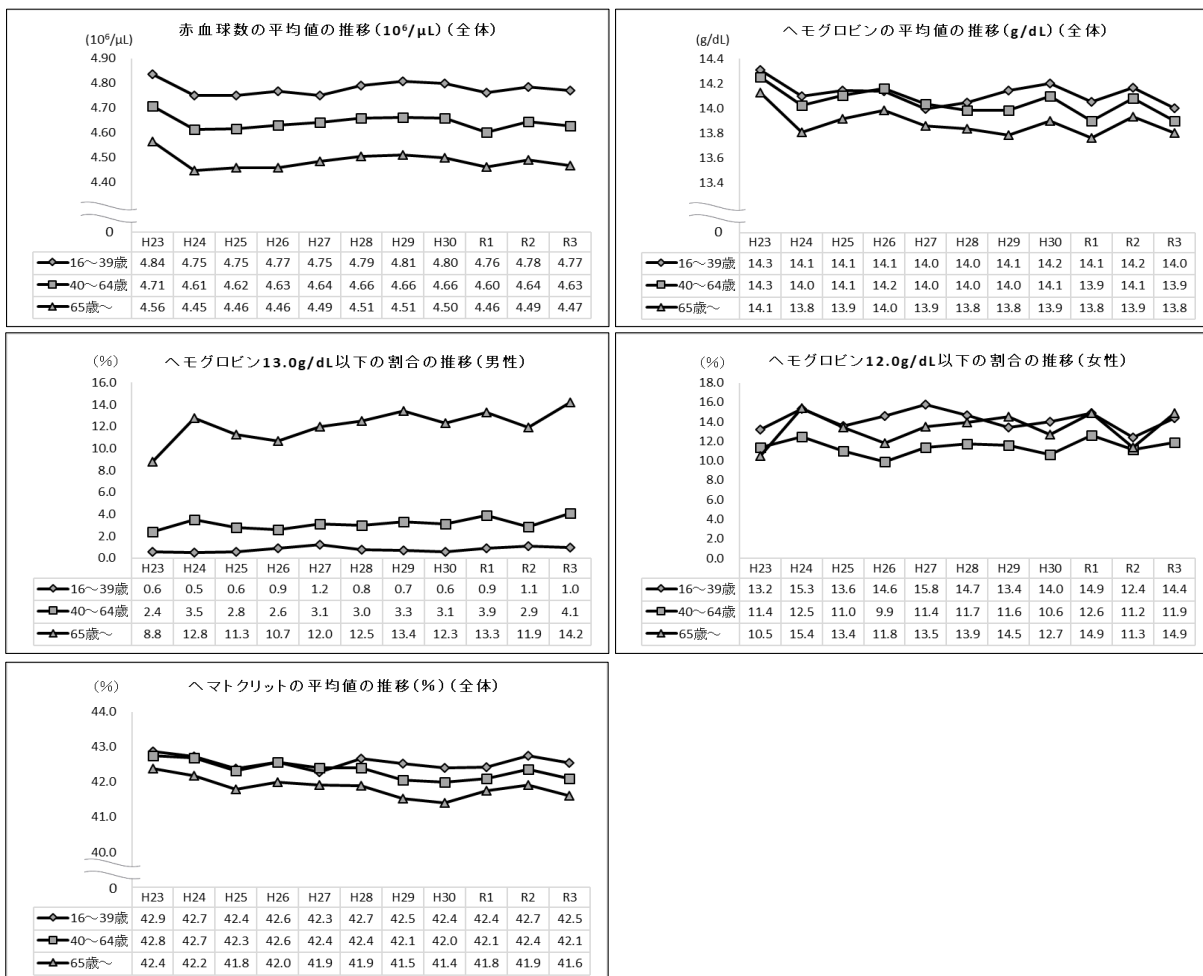 赤血球数の平均値の推移(10⁶/μL)(全体)
(10⁶/μL)
4.90
4.80
4.70
4.60
4.50
4.40
0
H23 H24 H25 H26 H27 H28 H29 H30 R1 R2 R3
16～39歳 4.84 4.75 4.75 4.77 4.75 4.79 4.81 4.80 4.76 4.78 4.77
40～64歳 4.71 4.61 4.62 4.63 4.64 4.66 4.66 4.66 4.60 4.64 4.63
65歳～ 4.56 4.45 4.46 4.46 4.49 4.51 4.51 4.50 4.46 4.49 4.47
ヘモグロビンの平均値の推移(g/dL)(全体)
(g/dL)
14.4
14.2
14.0
13.8
13.6
13.4
0
H23 H24 H25 H26 H27 H28 H29 H30 R1 R2 R3
16～39歳 14.3 14.1 14.1 14.1 14.0 14.0 14.1 14.2 14.1 14.2 14.0
40～64歳 14.3 14.0 14.1 14.2 14.0 14.0 14.0 14.1 13.9 14.1 13.9
65歳～ 14.1 13.8 13.9 14.0 13.9 13.8 13.8 13.9 13.8 13.9 13.8
ヘモグロビン13.0g/dL以下の割合の推移(男性)
(%)
16.0
14.0
12.0
10.0
8.0
6.0
4.0
2.0
0.0
H23 H24 H25 H26 H27 H28 H29 H30 R1 R2 R3
16～39歳 0.6 0.5 0.6 0.9 1.2 0.8 0.7 0.6 0.9 1.1 1.0
40～64歳 2.4 3.5 2.8 2.6 3.1 3.0 3.3 3.1 3.9 2.9 4.1
65歳～ 8.8 12.8 11.3 10.7 12.0 12.5 13.4 12.3 13.3 11.9 14.2
ヘモグロビン12.0g/dL以下の割合の推移(女性)
(%)
18.0
16.0
14.0
12.0
10.0
8.0
6.0
4.0
2.0
0.0
H23 H24 H25 H26 H27 H28 H29 H30 R1 R2 R3
16～39歳 13.2 15.3 13.6 14.6 15.8 14.7 13.4 14.0 14.9 12.4 14.4
40～64歳 11.4 12.5 11.0 9.9 11.4 11.7 11.6 10.6 12.6 11.2 11.9
65歳～ 10.5 15.4 13.4 11.8 13.5 13.9 14.5 12.7 14.9 11.3 14.9
ヘマトクリットの平均値の推移(%)(全体)
(%)
44.0
43.0
42.0
41.0
40.0
0
H23 H24 H25 H26 H27 H28 H29 H30 R1 R2 R3
16～39歳 42.9 42.7 42.4 42.6 42.3 42.7 42.5 42.4 42.4 42.7 42.5
40～64歳 42.8 42.7 42.3 42.6 42.4 42.4 42.1 42.0 42.1 42.4 42.1
65歳～ 42.4 42.2 41.8 42.0 41.9 41.9 41.5 41.4 41.8 41.9 41.6